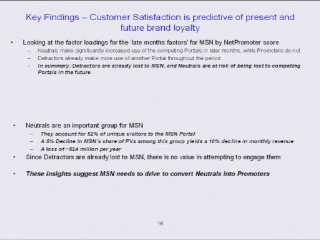 Key Findings – Customer Satisfaction is predictive of present and
future brand loyalty
• Looking at the factor loadings for the 'late months factors' for MSN by NetPromoter score
– Neutrals make significantly increased use of the competing Portals in later months, while Promoters do not
– Detractors already make more use of another Portal throughout the period
– In summary, Detractors are already lost to MSN, and Neutrals are at risk of being lost to competing
Portals in the future
• Neutrals are an important group for MSN
– They account for 52% of unique visitors to the MSN Portal
– A 5% Decline in MSN's share of PVs among this group yields a 10% decline in monthly revenue
– A loss of ~$24 million per year
• Since Detractors are already lost to MSN, there is no value in attempting to engage them
• These insights suggest MSN needs to drive to convert Neutrals Into Promoters